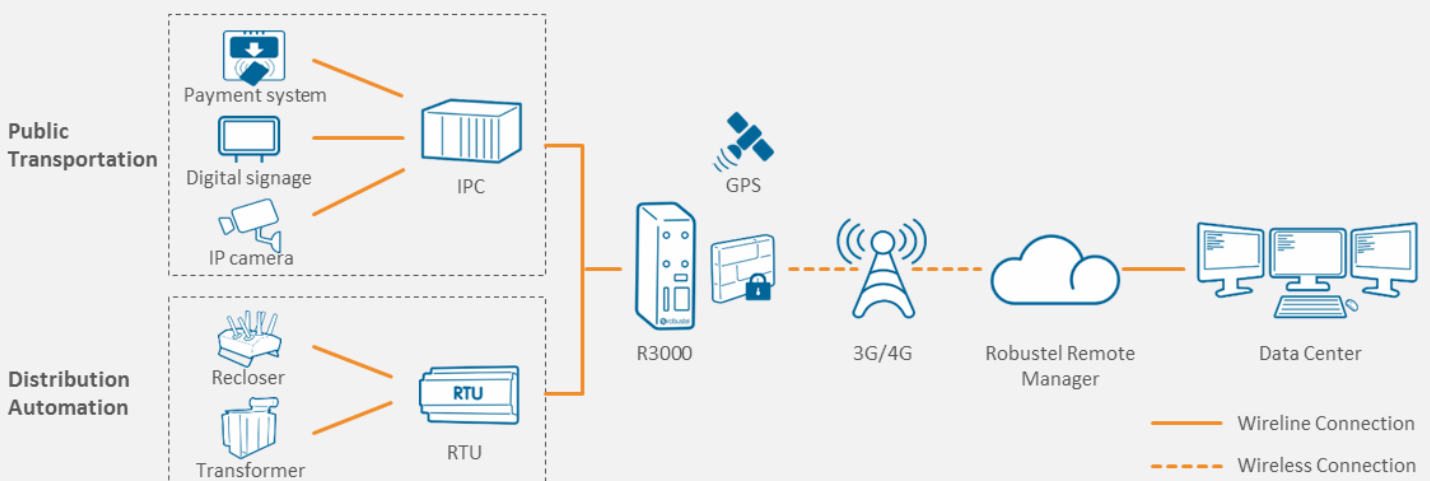 Public
Transportation
Payment system
Digital signage
IP camera
IPC
GPS
Distribution
Automation
Recloser
Transformer
RTU
RTU
robustel
R3000
3G/4G
Robustel Remote
Manager
Data Center
Wireline Connection
Wireless Connection